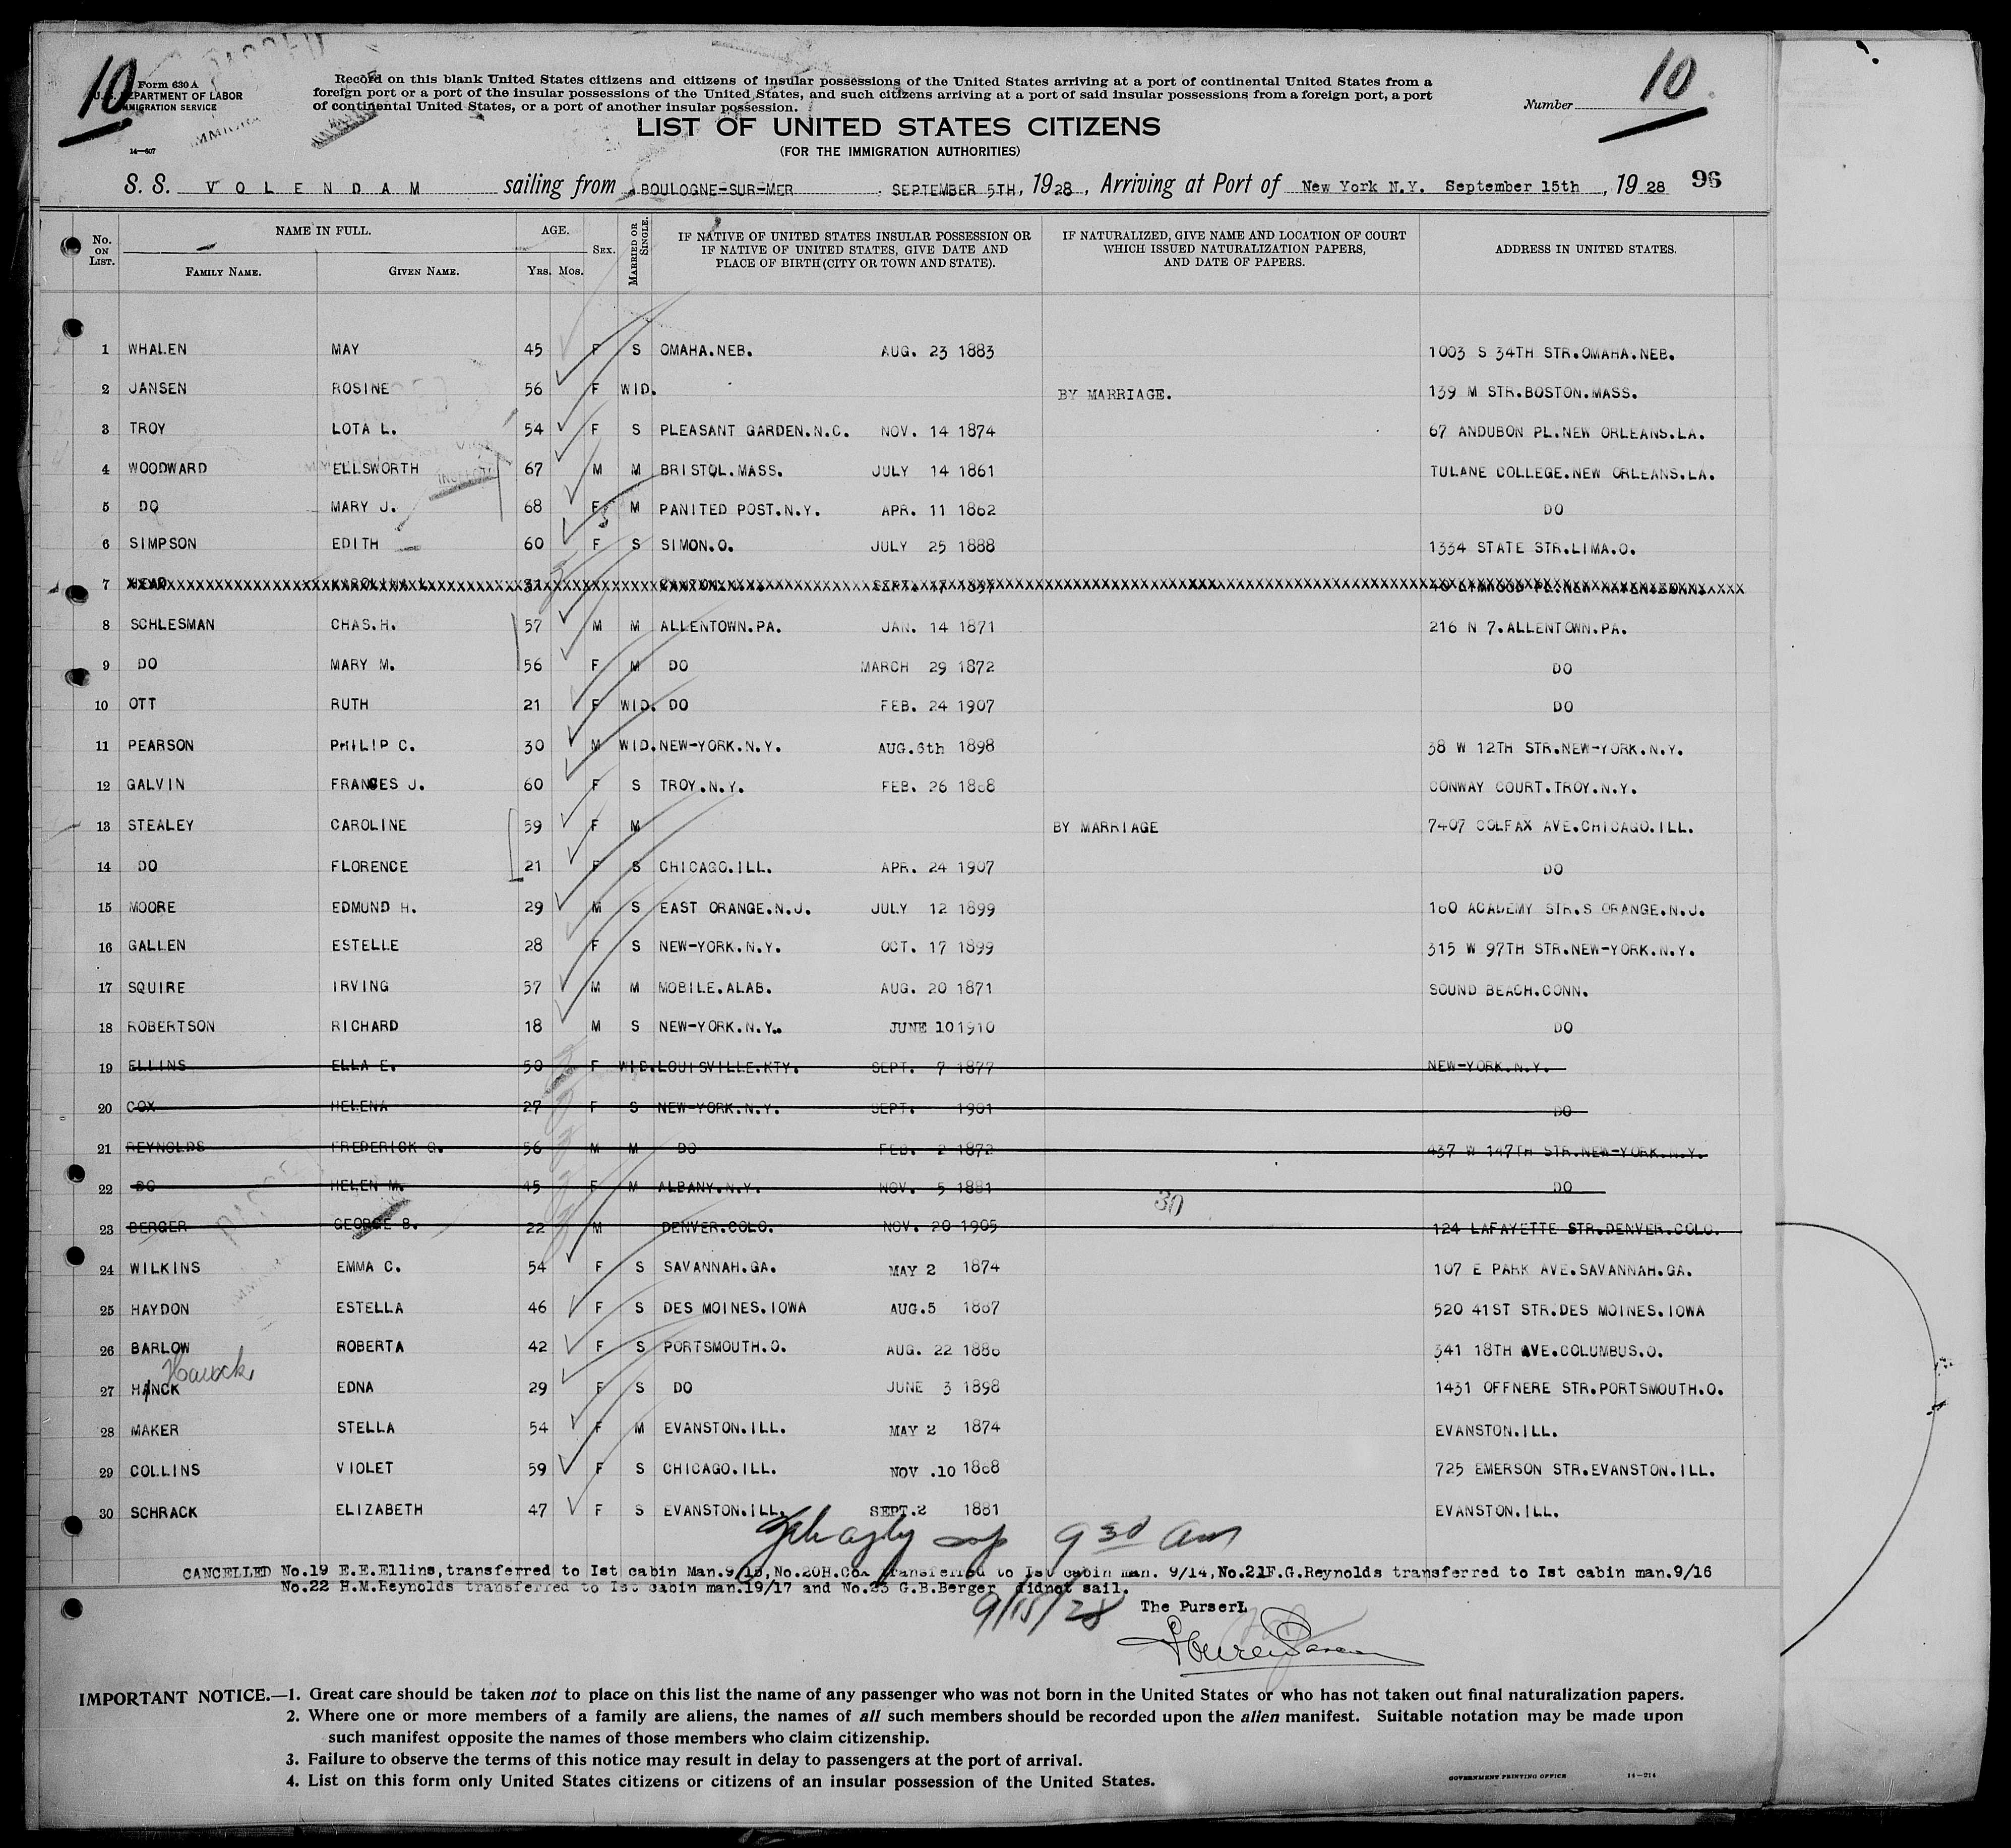 10
10
Form 630 A
U. S. DEPARTMENT OF LABOR
IMMIGRATION SERVICE
14—607
Record on this blank United States citizens and citizens of insular possessions of the United States arriving at a port of continental United States from a
foreign port or a port of the insular possessions of the United States, and such citizens arriving at a port of said insular possessions from a foreign port, a port
of continental United States, or a port of another insular possession.
Number
LIST OF UNITED STATES CITIZENS
(FOR THE IMMIGRATION AUTHORITIES)
S. S. VOLENDAM sailing from BOULOGNE-SUR-MER SEPTEMBER 5TH, 1928, Arriving at Port of New York N.Y. September 15th, 1928 96
No. ON LIST. NAME IN FULL. FAMILY NAME. GIVEN NAME. AGE. Yrs. Mos. SEX. MARRIED OR SINGLE. IF NATIVE OF UNITED STATES INSULAR POSSESSION OR IF NATIVE OF UNITED STATES, GIVE DATE AND PLACE OF BIRTH (CITY OR TOWN AND STATE). IF NATURALIZED, GIVE NAME AND LOCATION OF COURT WHICH ISSUED NATURALIZATION PAPERS, AND DATE OF PAPERS. ADDRESS IN UNITED STATES.
1 WHALEN MAY 45 F S OMAHA.NEB. AUG. 23 1883 1003 S 34TH STR.OMAHA.NEB.
2 JANSEN ROSINE 56 F WID. BY MARRIAGE. 139 M STR.BOSTON.MASS.
3 TROY LOTA L. 54 F S PLEASANT GARDEN.N.C. NOV. 14 1874 67 ANDUBON PL.NEW ORLEANS.LA.
4 WOODWARD ELLSWORTH 67 M M BRISTOL.MASS. JULY 14 1861 TULANE COLLEGE.NEW ORLEANS.LA.
5 DO MARY J. 68 F M PANITED POST.N.Y. APR. 11 1862 DO
6 SIMPSON EDITH 60 F S SIMON.O. JULY 25 1888 1334 STATE STR.LIMA.O.
7 HEAD KAROLINA L. 31 CANTON.N.Y. SEPT. 17 1897
8 SCHLESMAN CHAS.H. 57 M M ALLENTOWN.PA. JAN. 14 1871 216 N 7.ALLENTOWN.PA.
9 DO MARY M. 56 F M DO MARCH 29 1872 DO
10 OTT RUTH 21 F WID. DO FEB. 24 1907 DO
11 PEARSON PHILIP C. 30 M WID. NEW-YORK.N.Y. AUG.6th 1898 38 W 12TH STR.NEW-YORK.N.Y.
12 GALVIN FRANCES J. 60 F S TROY.N.Y. FEB. 26 1868 CONWAY COURT.TROY.N.Y.
13 STEALEY CAROLINE 59 F M BY MARRIAGE 7407 COLFAX AVE.CHICAGO.ILL.
14 DO FLORENCE 21 F S CHICAGO.ILL. APR. 24 1907 DO
15 MOORE EDMUND H. 29 M S EAST ORANGE.N.J. JULY 12 1899 160 ACADEMY STR.S ORANGE.N.J.
16 GALLEN ESTELLE 28 F S NEW-YORK.N.Y. OCT. 17 1899 315 W 97TH STR.NEW-YORK.N.Y.
17 SQUIRE IRVING 57 M M MOBILE.ALAB. AUG. 20 1871 SOUND BEACH.CONN.
18 ROBERTSON RICHARD 18 M S NEW-YORK.N.Y. JUNE 10 1910 DO
19 ELLINS ELLA E. 50 F WID. LOUISVILLE.KTY. SEPT. 7 1877 NEW-YORK.N.Y.
20 COX HELENA 27 F S NEW-YORK.N.Y. SEPT. 1901 DO
21 REYNOLDS FREDERICK G. 56 M M DO FEB. 2 1872 437 W 147TH STR.NEW-YORK.N.Y.
22 DO HELEN M. 45 F M ALBANY.N.Y. NOV. 5 1881 DO
30
23 BERGER GEORGE B. 22 M DENVER.COLO. NOV. 20 1905 124 LAFAYETTE STR.DENVER.COLO.
24 WILKINS EMMA C. 54 F S SAVANNAH.GA. MAY 2 1874 107 E PARK AVE.SAVANNAH.GA.
25 HAYDON ESTELLA 46 F S DES MOINES.IOWA AUG.5 1887 520 41ST STR.DES MOINES.IOWA
26 BARLOW ROBERTA 42 F S PORTSMOUTH.O. AUG. 22 1886 341 18TH AVE.COLUMBUS.O.
27 HANCK EDNA 29 F S DO JUNE 3 1898 1431 OFFNERE STR.PORTSMOUTH.O.
28 MAKER STELLA 54 F M EVANSTON.ILL. MAY 2 1874 EVANSTON.ILL.
29 COLLINS VIOLET 59 F S CHICAGO.ILL. NOV .10 1868 725 EMERSON STR.EVANSTON.ILL.
30 SCHRACK ELIZABETH 47 F S EVANSTON.ILL. SEPT.2 1881 EVANSTON.ILL.
9 30 am
CANCELLED No.19 E.E.Ellins,transferred to Ist cabin Man.9/15,No.20H.Cox transferred to Ist cabin man. 9/14,No.21F.G.Reynolds transferred to Ist cabin man.9/16
No.22 H.M.Reynolds transferred to Ist cabin man.19/17 and No.23 G.B.Berger didnot sail.
9/15/28 The PurserL
IMPORTANT NOTICE.—1. Great care should be taken not to place on this list the name of any passenger who was not born in the United States or who has not taken out final naturalization papers.
2. Where one or more members of a family are aliens, the names of all such members should be recorded upon the alien manifest. Suitable notation may be made upon
such manifest opposite the names of those members who claim citizenship.
3. Failure to observe the terms of this notice may result in delay to passengers at the port of arrival.
4. List on this form only United States citizens or citizens of an insular possession of the United States.
GOVERNMENT PRINTING OFFICE 14—214